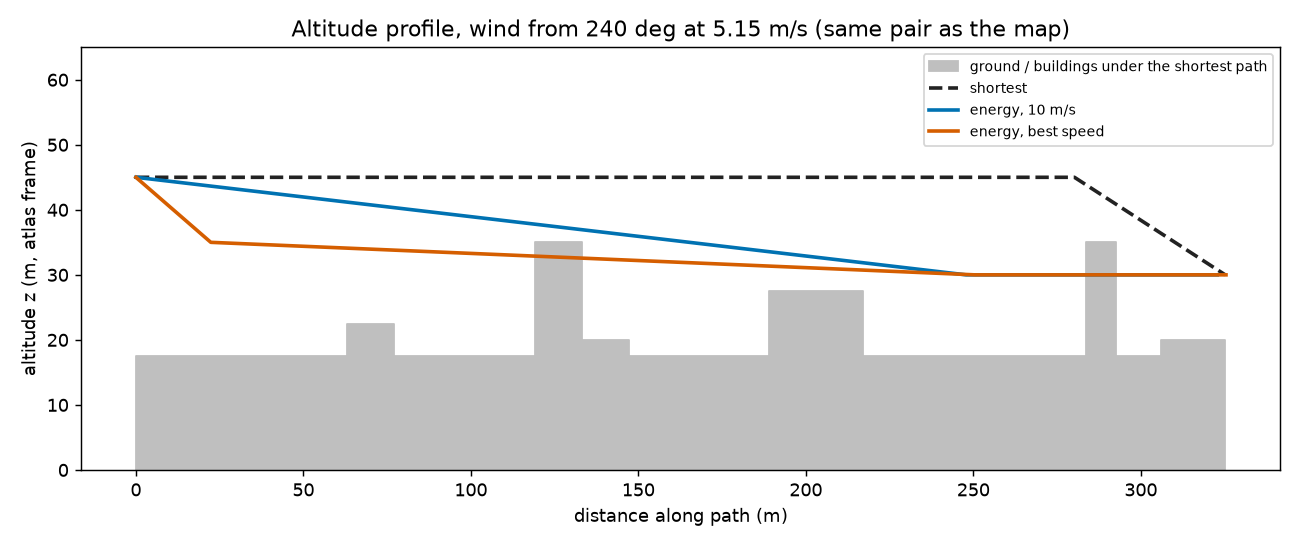 Altitude profile, wind from 240 deg at 5.15 m/s (same pair as the map)
ground / buildings under the shortest path
shortest
energy, 10 m/s
energy, best speed
altitude z (m, atlas frame)
60
50
40
30
20
10
0
0 50 100 150 200 250 300
distance along path (m)